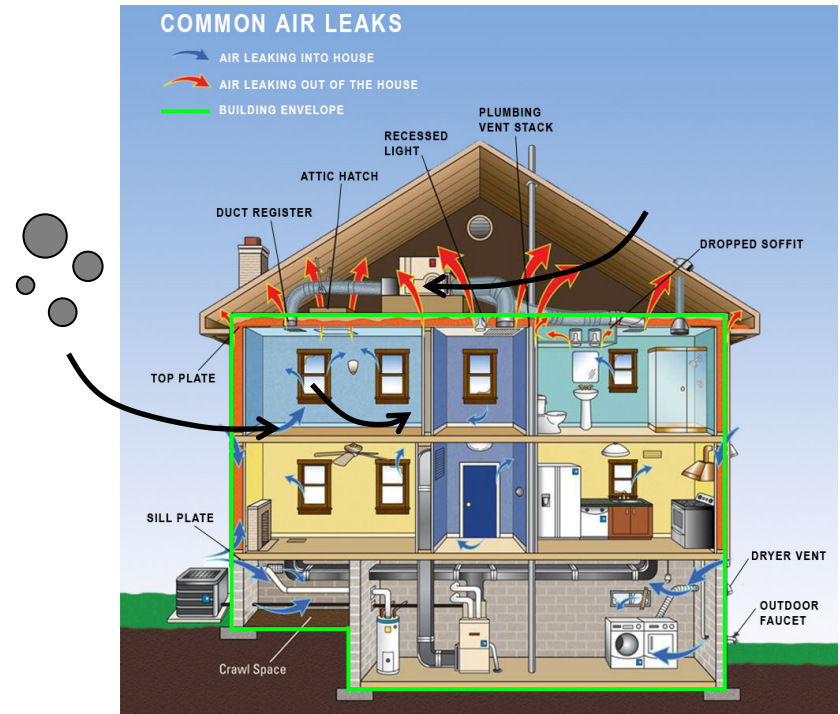 COMMON AIR LEAKS
AIR LEAKING INTO HOUSE
AIR LEAKING OUT OF THE HOUSE
BUILDING ENVELOPE
PLUMBING
VENT STACK
RECESSED
LIGHT
ATTIC HATCH
DUCT REGISTER
DROPPED SOFFIT
TOP PLATE
SILL PLATE
DRYER VENT
OUTDOOR
FAUCET
Crawl Space